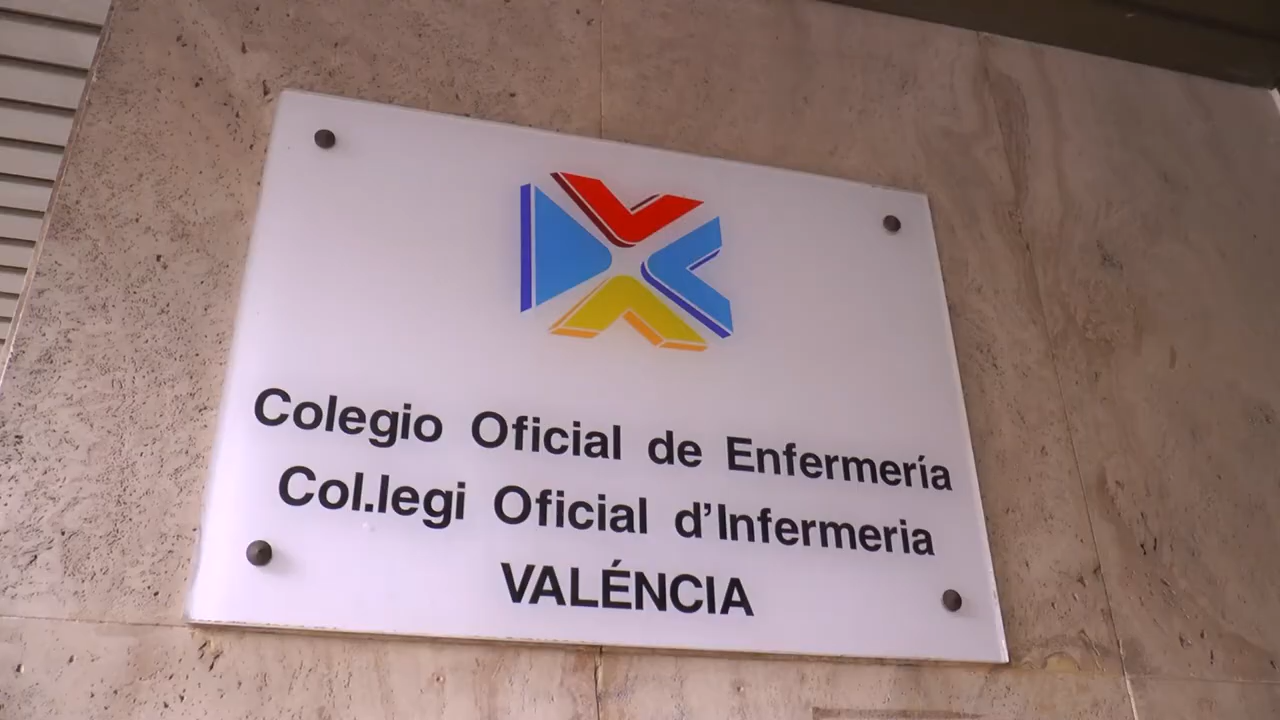 Colegio Oficial de Enfermería
Col.legi Oficial d'Infermeria
VALÉNCIA